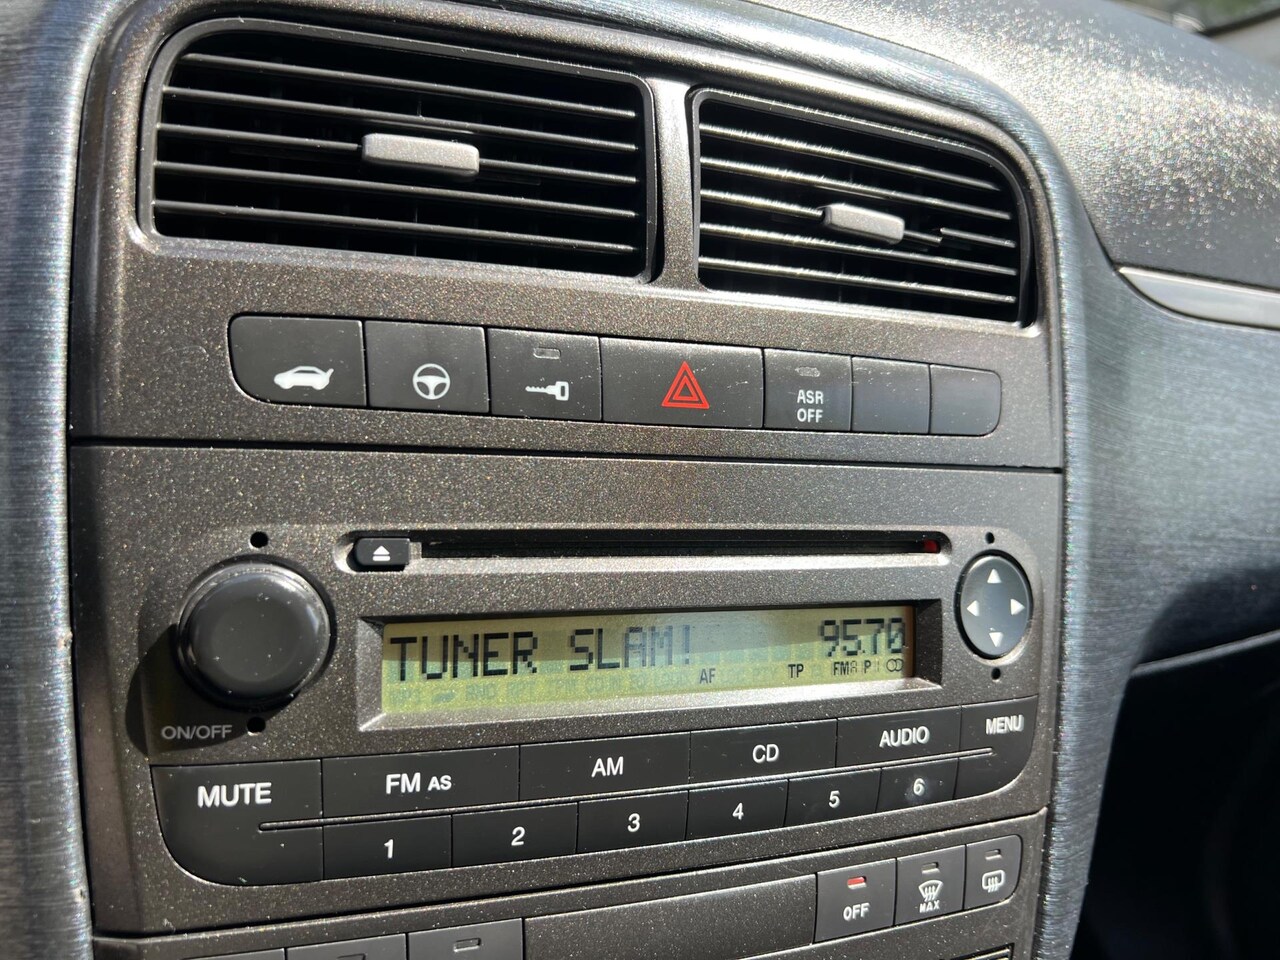 ASR
OFF
TUNER SLAM! 95.70
AF TP FM
ON/OFF
MUTE FM AS AM CD AUDIO MENU
1 2 3 4 5 6
OFF MAX